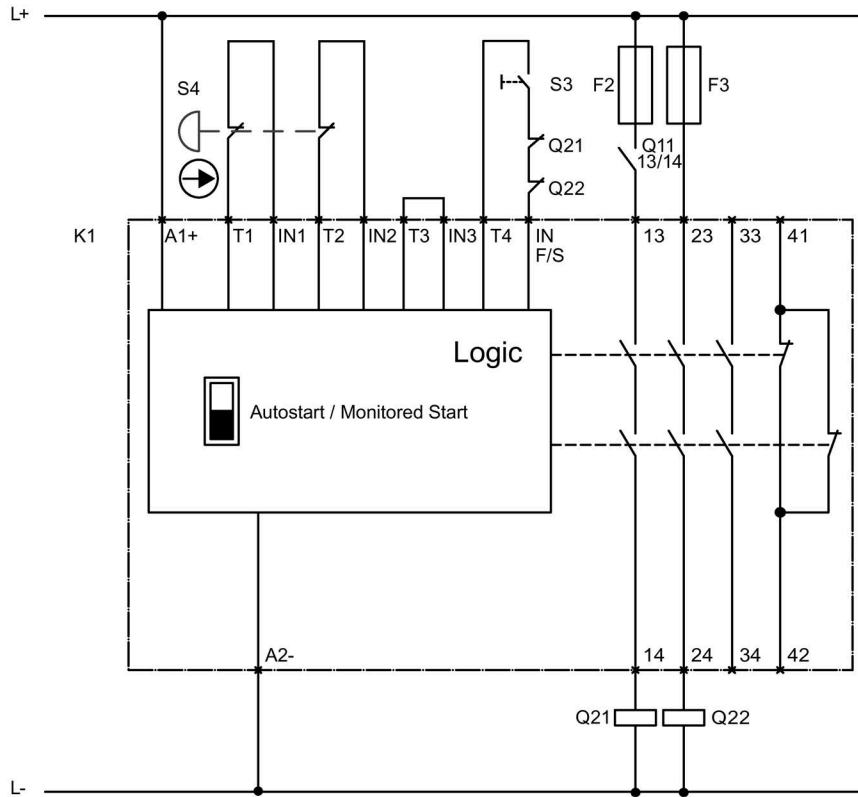 L+
S4
S3
F2
F3
Q21
Q11
13/14
Q22
K1
A1+
T1
IN1
T2
IN2
T3
IN3
T4
IN
F/S
13
23
33
41
Logic
Autostart / Monitored Start
A2-
14
24
34
42
Q21
Q22
L-